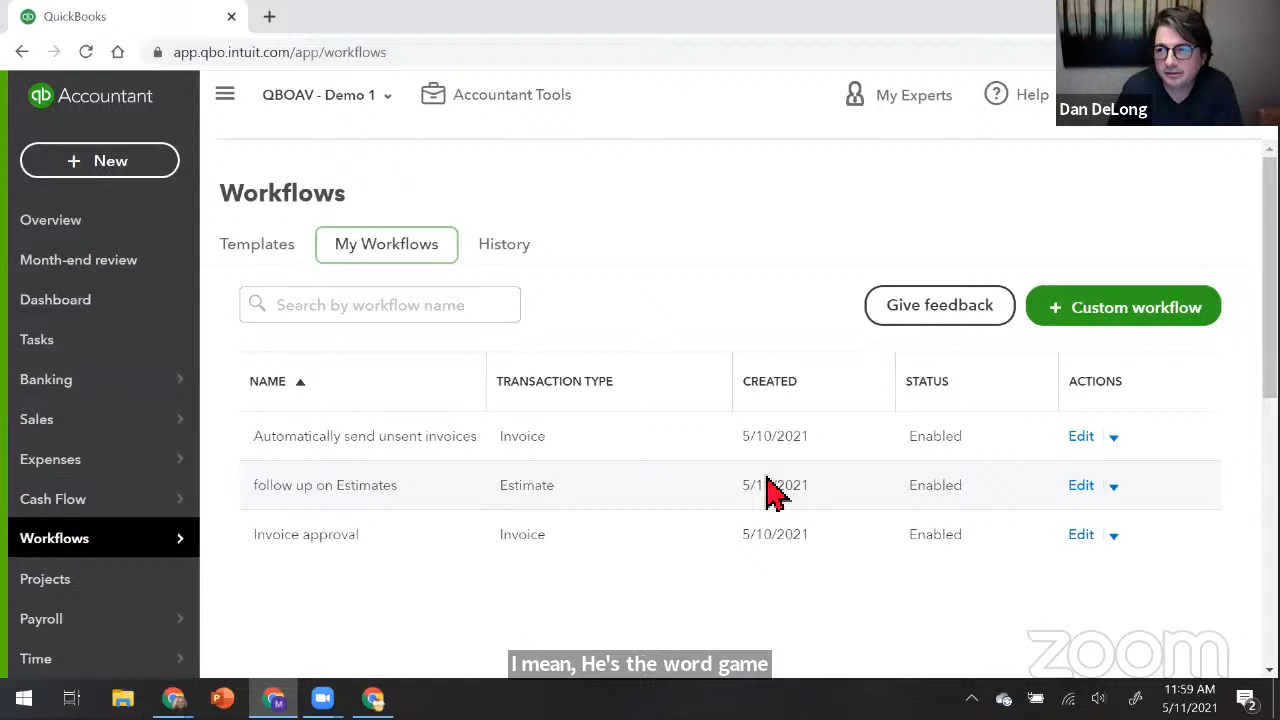 QuickBooks
app.qbo.intuit.com/app/workflows
Dan DeLong
qb Accountant
QBOAV - Demo 1
Accountant Tools
My Experts
Help
+ New
Overview
Month-end review
Dashboard
Tasks
Banking
Sales
Expenses
Cash Flow
Workflows
Projects
Payroll
Time
Workflows
Templates
My Workflows
History
Search by workflow name
Give feedback
+ Custom workflow
NAME TRANSACTION TYPE CREATED STATUS ACTIONS
Automatically send unsent invoices Invoice 5/10/2021 Enabled Edit
follow up on Estimates Estimate Enabled Edit
Invoice approval Invoice 5/10/2021 Enabled Edit
I mean, He's the word game
zoom
11:59 AM
5/11/2021
2